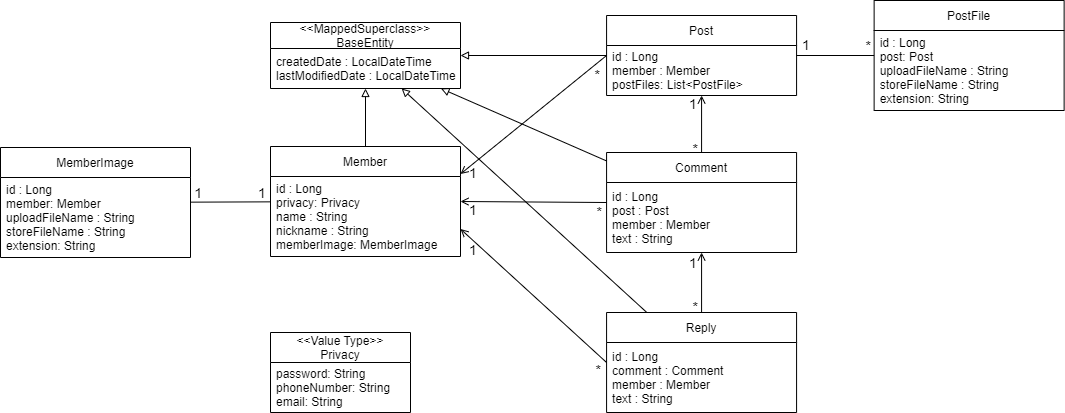 <<MappedSuperclass>>
BaseEntity
createdDate : LocalDateTime
lastModifiedDate : LocalDateTime
Post
id : Long
member : Member
postFiles: List<PostFile>
PostFile
id : Long
post: Post
uploadFileName : String
storeFileName : String
extension: String
1
*
*
1
MemberImage
id : Long
member: Member
uploadFileName : String
storeFileName : String
extension: String
1
1
Member
id : Long
privacy: Privacy
name : String
nickname : String
memberImage: MemberImage
1
*
Comment
id : Long
post : Post
member : Member
text : String
1
*
1
1
*
<<Value Type>>
Privacy
password: String
phoneNumber: String
email: String
*
Reply
id : Long
comment : Comment
member : Member
text : String